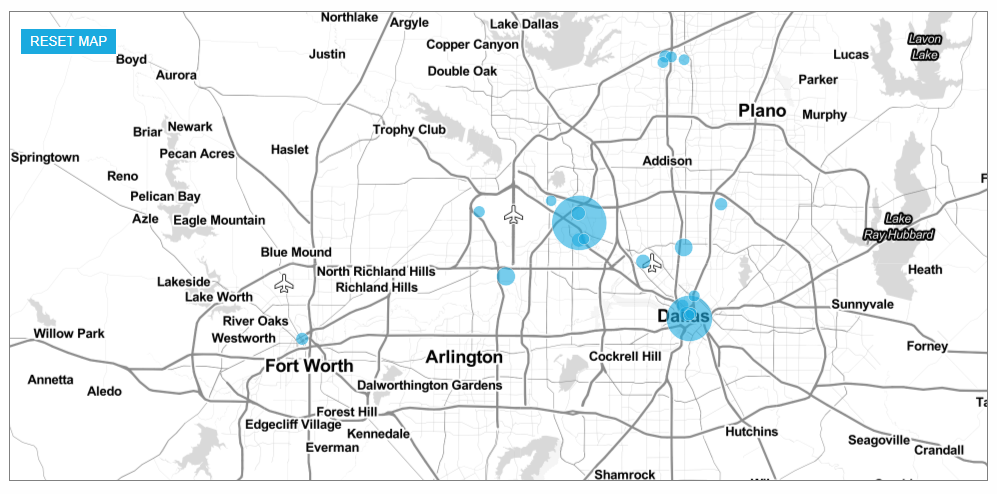 Northlake
Argyle
Lake Dallas
RESET MAP
Copper Canyon
Lavon
Lake
Boyd
Justin
Lucas
Aurora
Double Oak
Parker
Plano
Murphy
Briar
Newark
Trophy Club
Springtown
Pecan Acres
Haslet
Addison
Reno
Pelican Bay
Azle
Eagle Mountain
Lake
Ray Hubbard
Blue Mound
North Richland Hills
Heath
Lakeside
Richland Hills
Lake Worth
Sunnyvale
River Oaks
Dallas
Willow Park
Westworth
Forney
Arlington
Cockrell Hill
Fort Worth
Annetta
Aledo
Dalworthington Gardens
Forest Hill
Edgecliff Village
Kennedale
Hutchins
Everman
Seagoville
Crandall
Shamrock